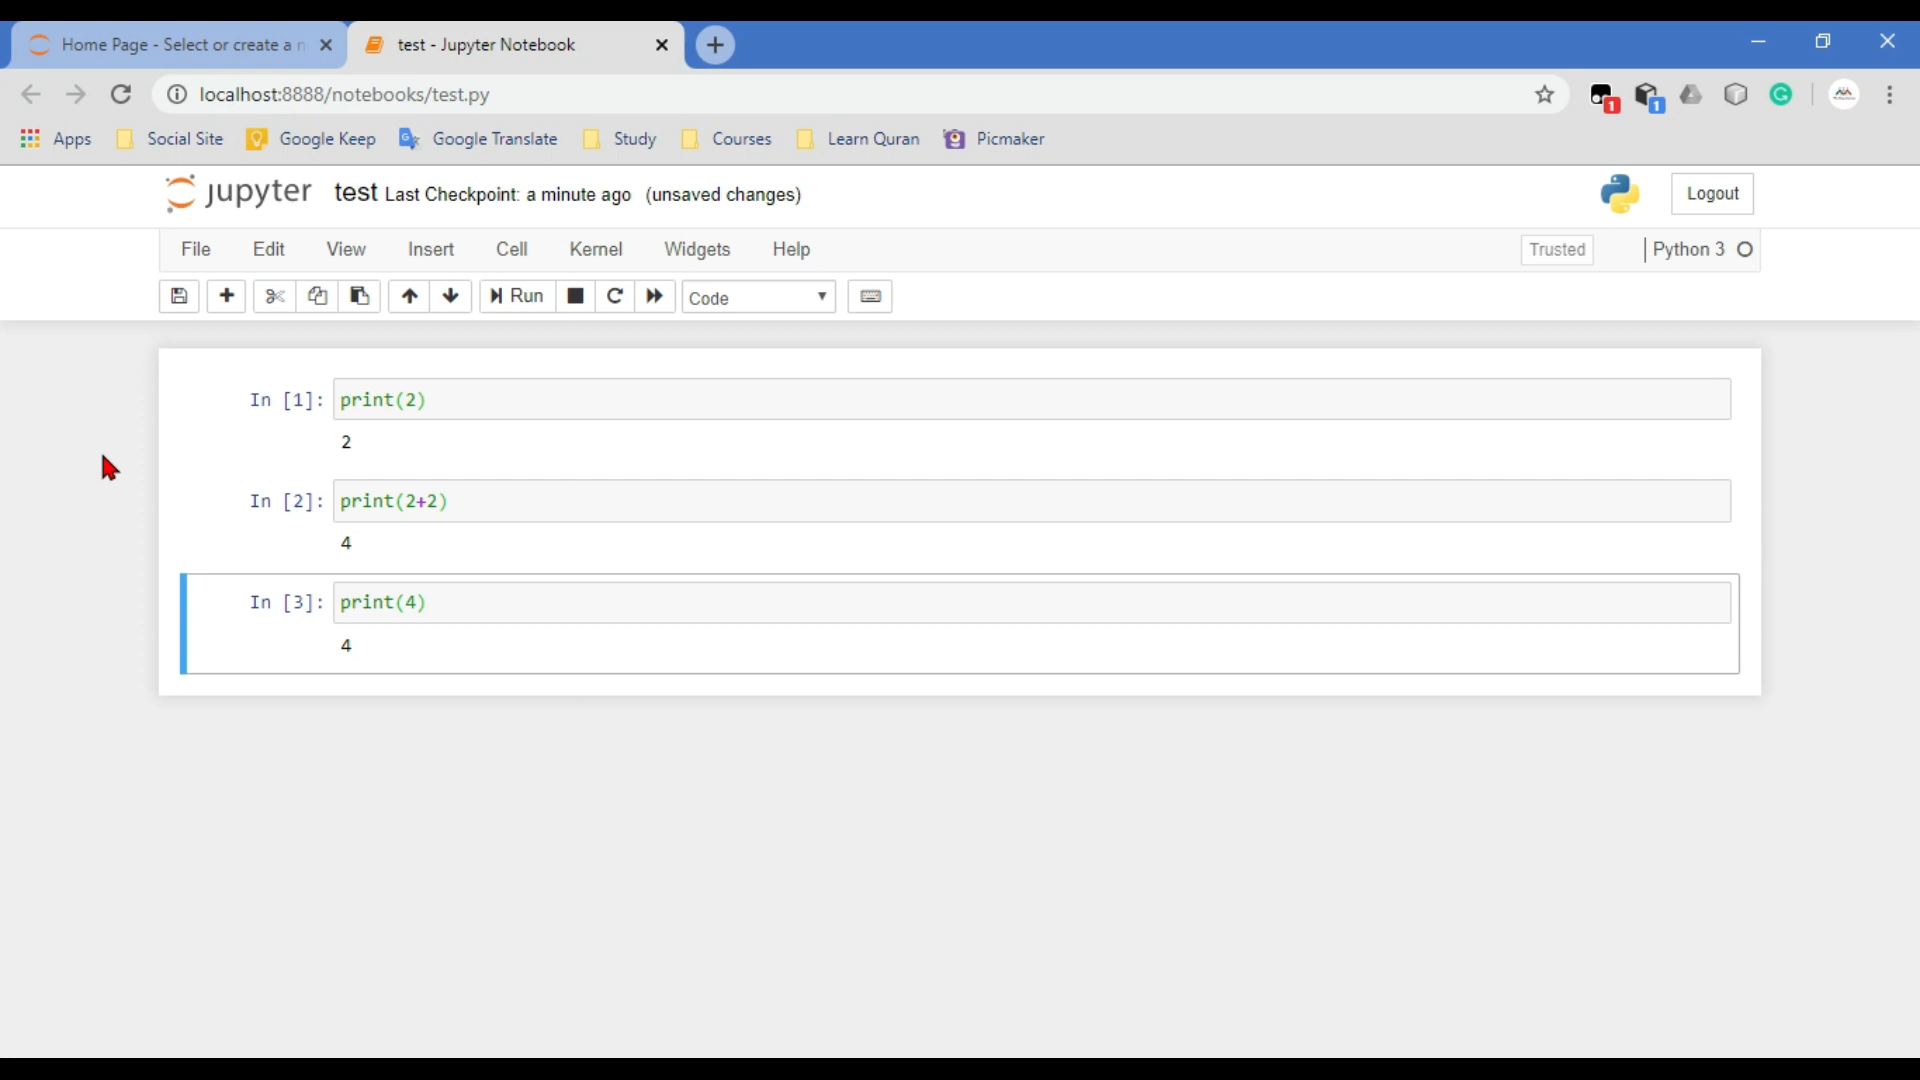 Home Page - Select or create a n
test - Jupyter Notebook
localhost:8888/notebooks/test.py
1
1
Apps
Social Site
Google Keep
Google Translate
Study
Courses
Learn Quran
Picmaker
jupyter
test Last Checkpoint: a minute ago (unsaved changes)
Logout
File
Edit
View
Insert
Cell
Kernel
Widgets
Help
Trusted
Python 3
Run
Code
In [1]: print(2)
2
In [2]: print(2+2)
4
In [3]: print(4)
4